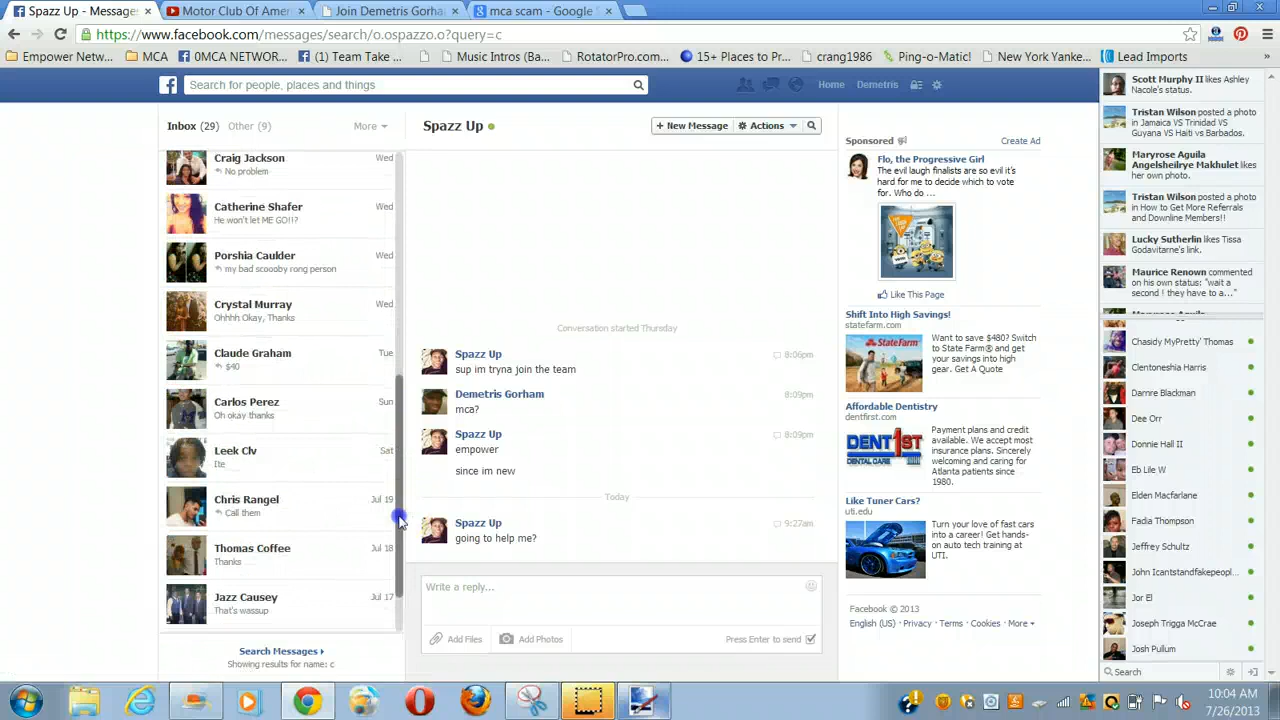 Spazz Up - Messages
Motor Club Of Ameri
Join Demetris Gorha
mca scam - Google S
https://www.facebook.com/messages/search/o.ospazzo.o?query=c
Empower Netw...
MCA
0MCA NETWOR...
(1) Team Take ...
Music Intros (Ba...
RotatorPro.com...
15+ Places to Pr...
crang1986
Ping-o-Matic!
New York Yanke...
Lead Imports
»
Search for people, places and things
Home
Demetris
Inbox (29)
Other (9)
More
Craig Jackson
Wed
No problem
Catherine Shafer
Wed
He won't let ME GO!!?
Porshia Caulder
Wed
my bad scoooby rong person
Crystal Murray
Wed
Ohhhh Okay, Thanks
Claude Graham
Tue
$40
Carlos Perez
Sun
Oh okay thanks
Leek Clv
Sat
Ite
Chris Rangel
Jul 19
Call them
Thomas Coffee
Jul 18
Thanks
Jazz Causey
Jul 17
That's wassup
Search Messages
Showing results for name: c
Spazz Up
+ New Message
Actions
Conversation started Thursday
Spazz Up
8:06pm
sup im tryna join the team
Demetris Gorham
8:09pm
mca?
Spazz Up
8:09pm
empower
since im new
Today
Spazz Up
9:27am
going to help me?
Write a reply...
Add Files
Add Photos
Press Enter to send
Sponsored
Create Ad
Flo, the Progressive Girl
The evil laugh finalists are so evil it's
hard for me to decide which to vote
for. Who do ...
Like This Page
Shift Into High Savings!
statefarm.com
StateFarm
Want to save $480? Switch
to State Farm® and get
your savings into high
gear. Get A Quote
Affordable Dentistry
dentfirst.com
DENT1ST
DENTAL CARE
Payment plans and credit
available. We accept most
insurance plans. Sincerely
welcoming and caring for
Atlanta patients since
1980.
Like Tuner Cars?
uti.edu
Turn your love of fast cars
into a career! Get hands-
on auto tech training at
UTI.
Facebook © 2013
English (US) · Privacy · Terms · Cookies · More
Scott Murphy II likes Ashley
Nacole's status.
Tristan Wilson posted a photo
in Jamaica VS Trinidad VS
Guyana VS Haiti vs Barbados.
Maryrose Aguila
Angelsheilrye Makhulet likes
her own photo.
Tristan Wilson posted a photo
in How to Get More Referrals
and Downline Members!!
Lucky Sutherlin likes Tissa
Godavitarne's link.
Maurice Renown commented
on his own status: "wait a
second ! they have to a..."
Chasidy MyPretty' Thomas
Clentoneshia Harris
Danrre Blackman
Dee Orr
Donnie Hall II
Eb Lile W
Elden Macfarlane
Fadia Thompson
Jeffrey Schultz
John Icantstandfakepeopl...
Jor El
Joseph Trigga McCrae
Josh Pullum
Search
10:04 AM
7/26/2013